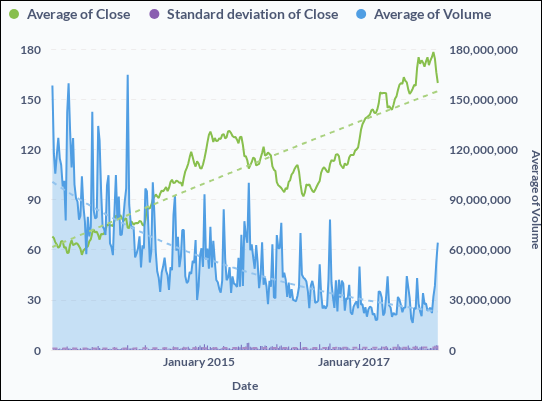 Average of Close Standard deviation of Close Average of Volume
180 180,000,000
150 150,000,000
120 120,000,000
90 90,000,000
60 60,000,000
30 30,000,000
0 0
Average of Volume
January 2015 January 2017
Date